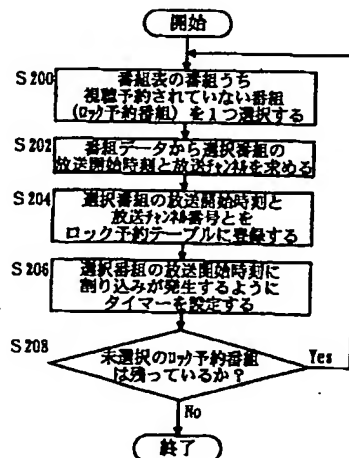 開始
S200
番組表の番組うち
視聴予約されていない番組
(ﾛｯｸ予約番組)を1つ選択する
S202
番組データから選択番組の
放送開始時刻と放送ﾁｬﾝﾈﾙを求める
S204
選択番組の放送開始時刻と
放送ﾁｬﾝﾈﾙ番号とを
ロック予約テーブルに登録する
S206
選択番組の放送開始時刻に
割り込みが発生するように
タイマーを設定する
S208
未選択のﾛｯｸ予約番組
は残っているか?
Yes
No
終了